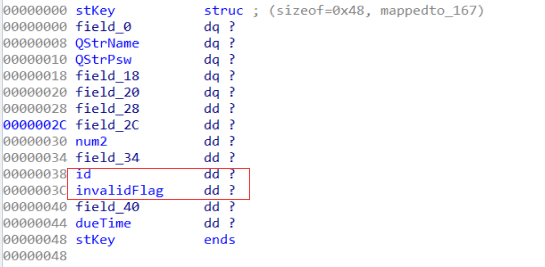 00000000 stKey struc ; (sizeof=0x48, mappedto_167)
00000000 field_0 dq ?
00000008 QStrName dq ?
00000010 QStrPsw dq ?
00000018 field_18 dq ?
00000020 field_20 dq ?
00000028 field_28 dd ?
0000002C field_2C dd ?
00000030 num2 dd ?
00000034 field_34 dd ?
00000038 id dd ?
0000003C invalidFlag dd ?
00000040 field_40 dd ?
00000044 dueTime dd ?
00000048 stKey ends
00000048